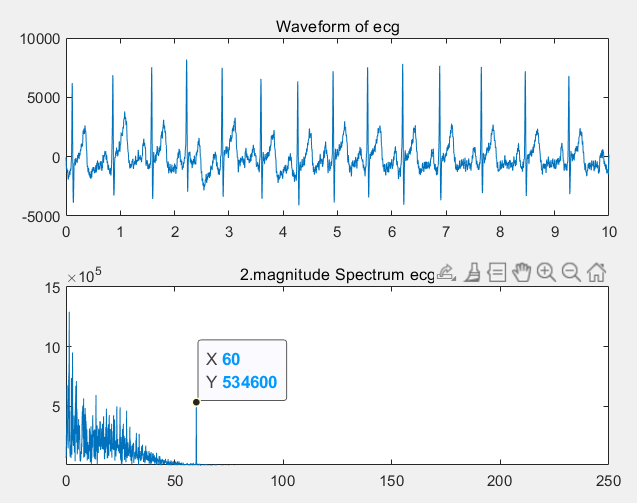 Waveform of ecg
10000
5000
0
-5000
0 1 2 3 4 5 6 7 8 9 10
2.magnitude Spectrum ecg
×10^5
15
10
5
X 60
Y 534600
0 50 100 150 200 250